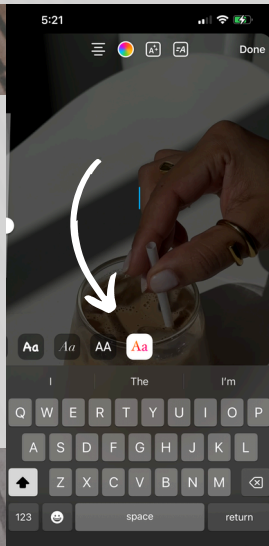 5:21
A+ =A Done
Aa Aa AA Aa
I The I'm
Q W E R T Y U I O P
A S D F G H J K L
Z X C V B N M
123 space return